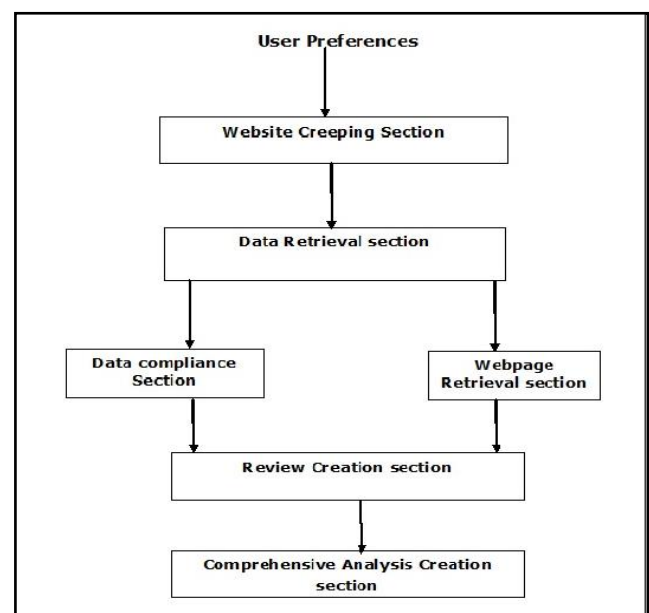 User Preferences
Website Creeping Section
Data Retrieval section
Data compliance
Section
Webpage
Retrieval section
Review Creation section
Comprehensive Analysis Creation
section